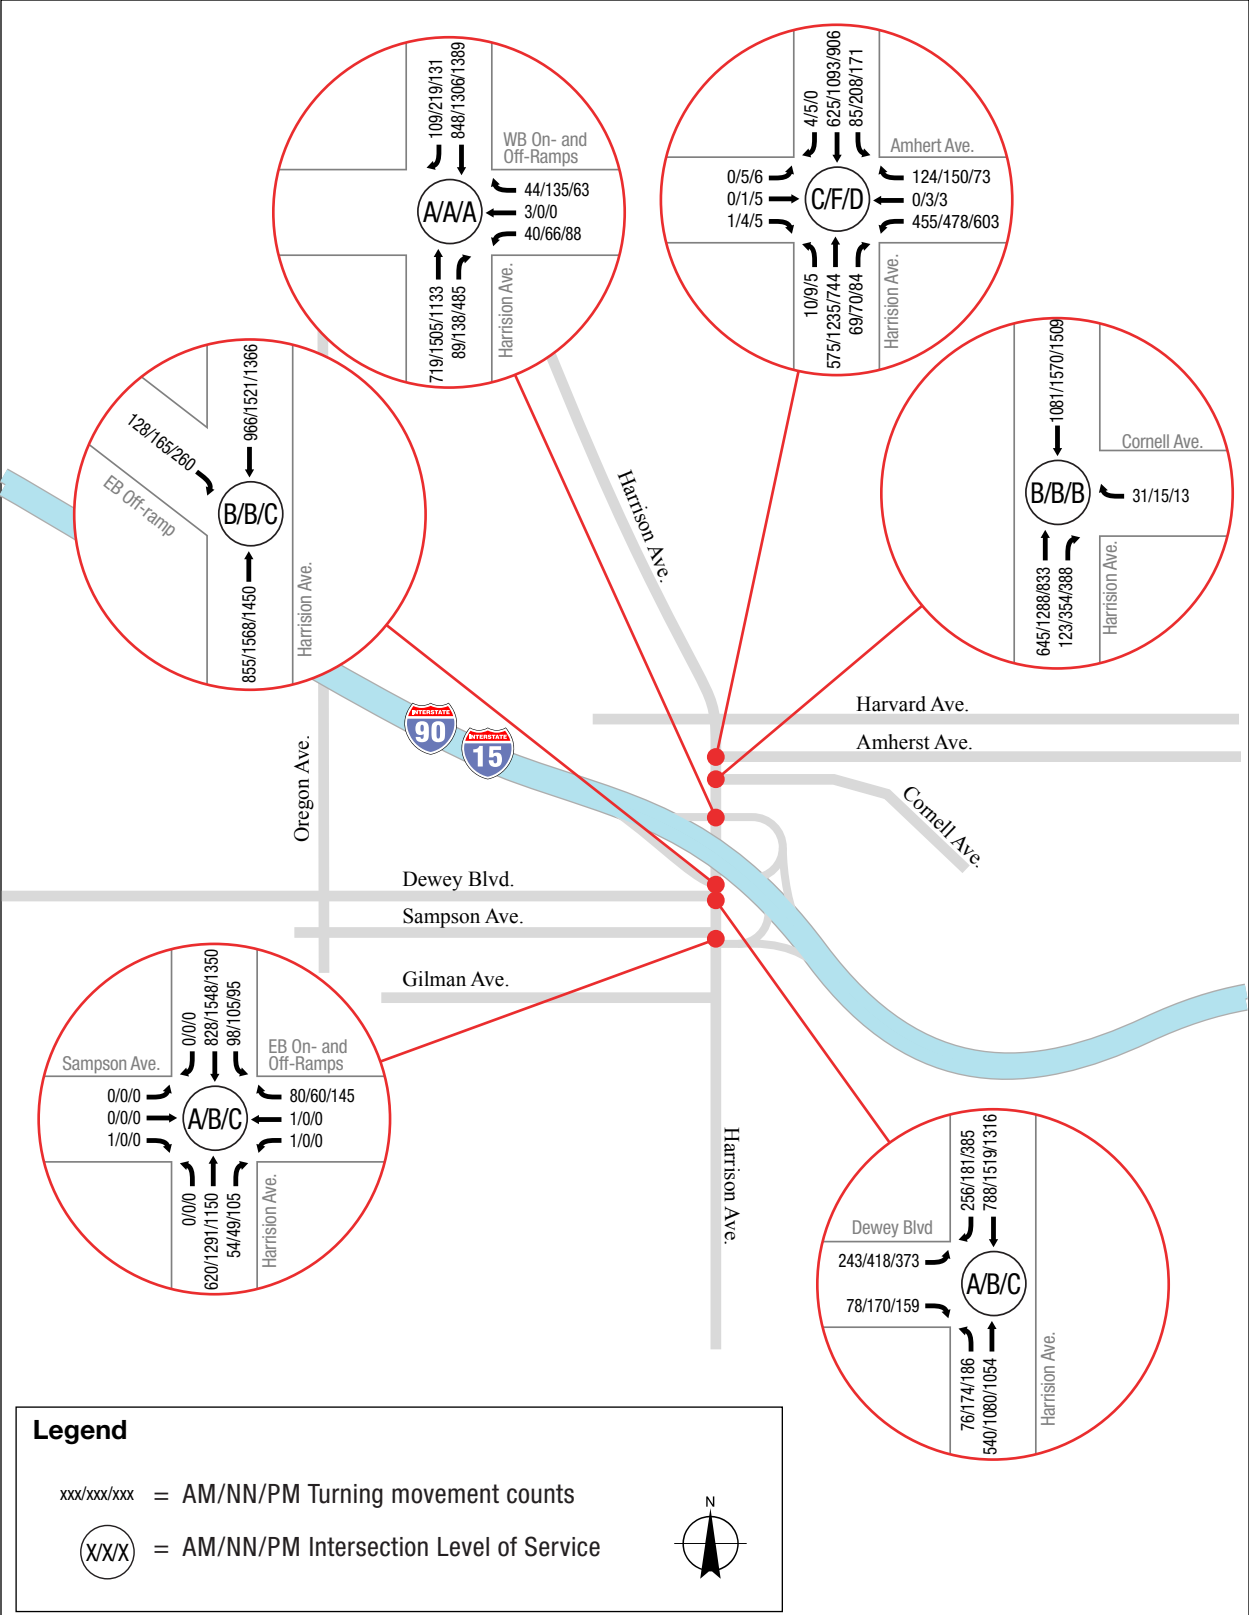 109/219/131
848/1306/1389
WB On- and
Off-Ramps
A/A/A
44/135/63
3/0/0
40/66/88
719/1505/1133
89/138/485
Harrision Ave.
4/5/0
625/1093/906
85/208/171
Amhert Ave.
0/5/6
0/1/5
1/4/5
C/F/D
124/150/73
0/3/3
455/478/603
10/9/5
575/1235/744
69/70/84
Harrision Ave.
128/165/260
966/1521/1366
EB Off-ramp
B/B/C
855/1568/1450
Harrision Ave.
1081/1570/1509
Cornell Ave.
B/B/B
31/15/13
645/1288/833
123/354/388
Harrision Ave.
Harrison Ave.
INTERSTATE
90
INTERSTATE
15
Harvard Ave.
Amherst Ave.
Cornell Ave.
Oregon Ave.
Dewey Blvd.
Sampson Ave.
Gilman Ave.
Harrison Ave.
0/0/0
828/1548/1350
98/105/95
Sampson Ave.
EB On- and
Off-Ramps
0/0/0
0/0/0
1/0/0
A/B/C
80/60/145
1/0/0
1/0/0
0/0/0
620/1291/1150
54/49/105
Harrision Ave.
256/181/385
788/1519/1316
Dewey Blvd
243/418/373
78/170/159
A/B/C
76/174/186
540/1080/1054
Harrision Ave.
Legend
xxx/xxx/xxx = AM/NN/PM Turning movement counts
X/X/X = AM/NN/PM Intersection Level of Service
N